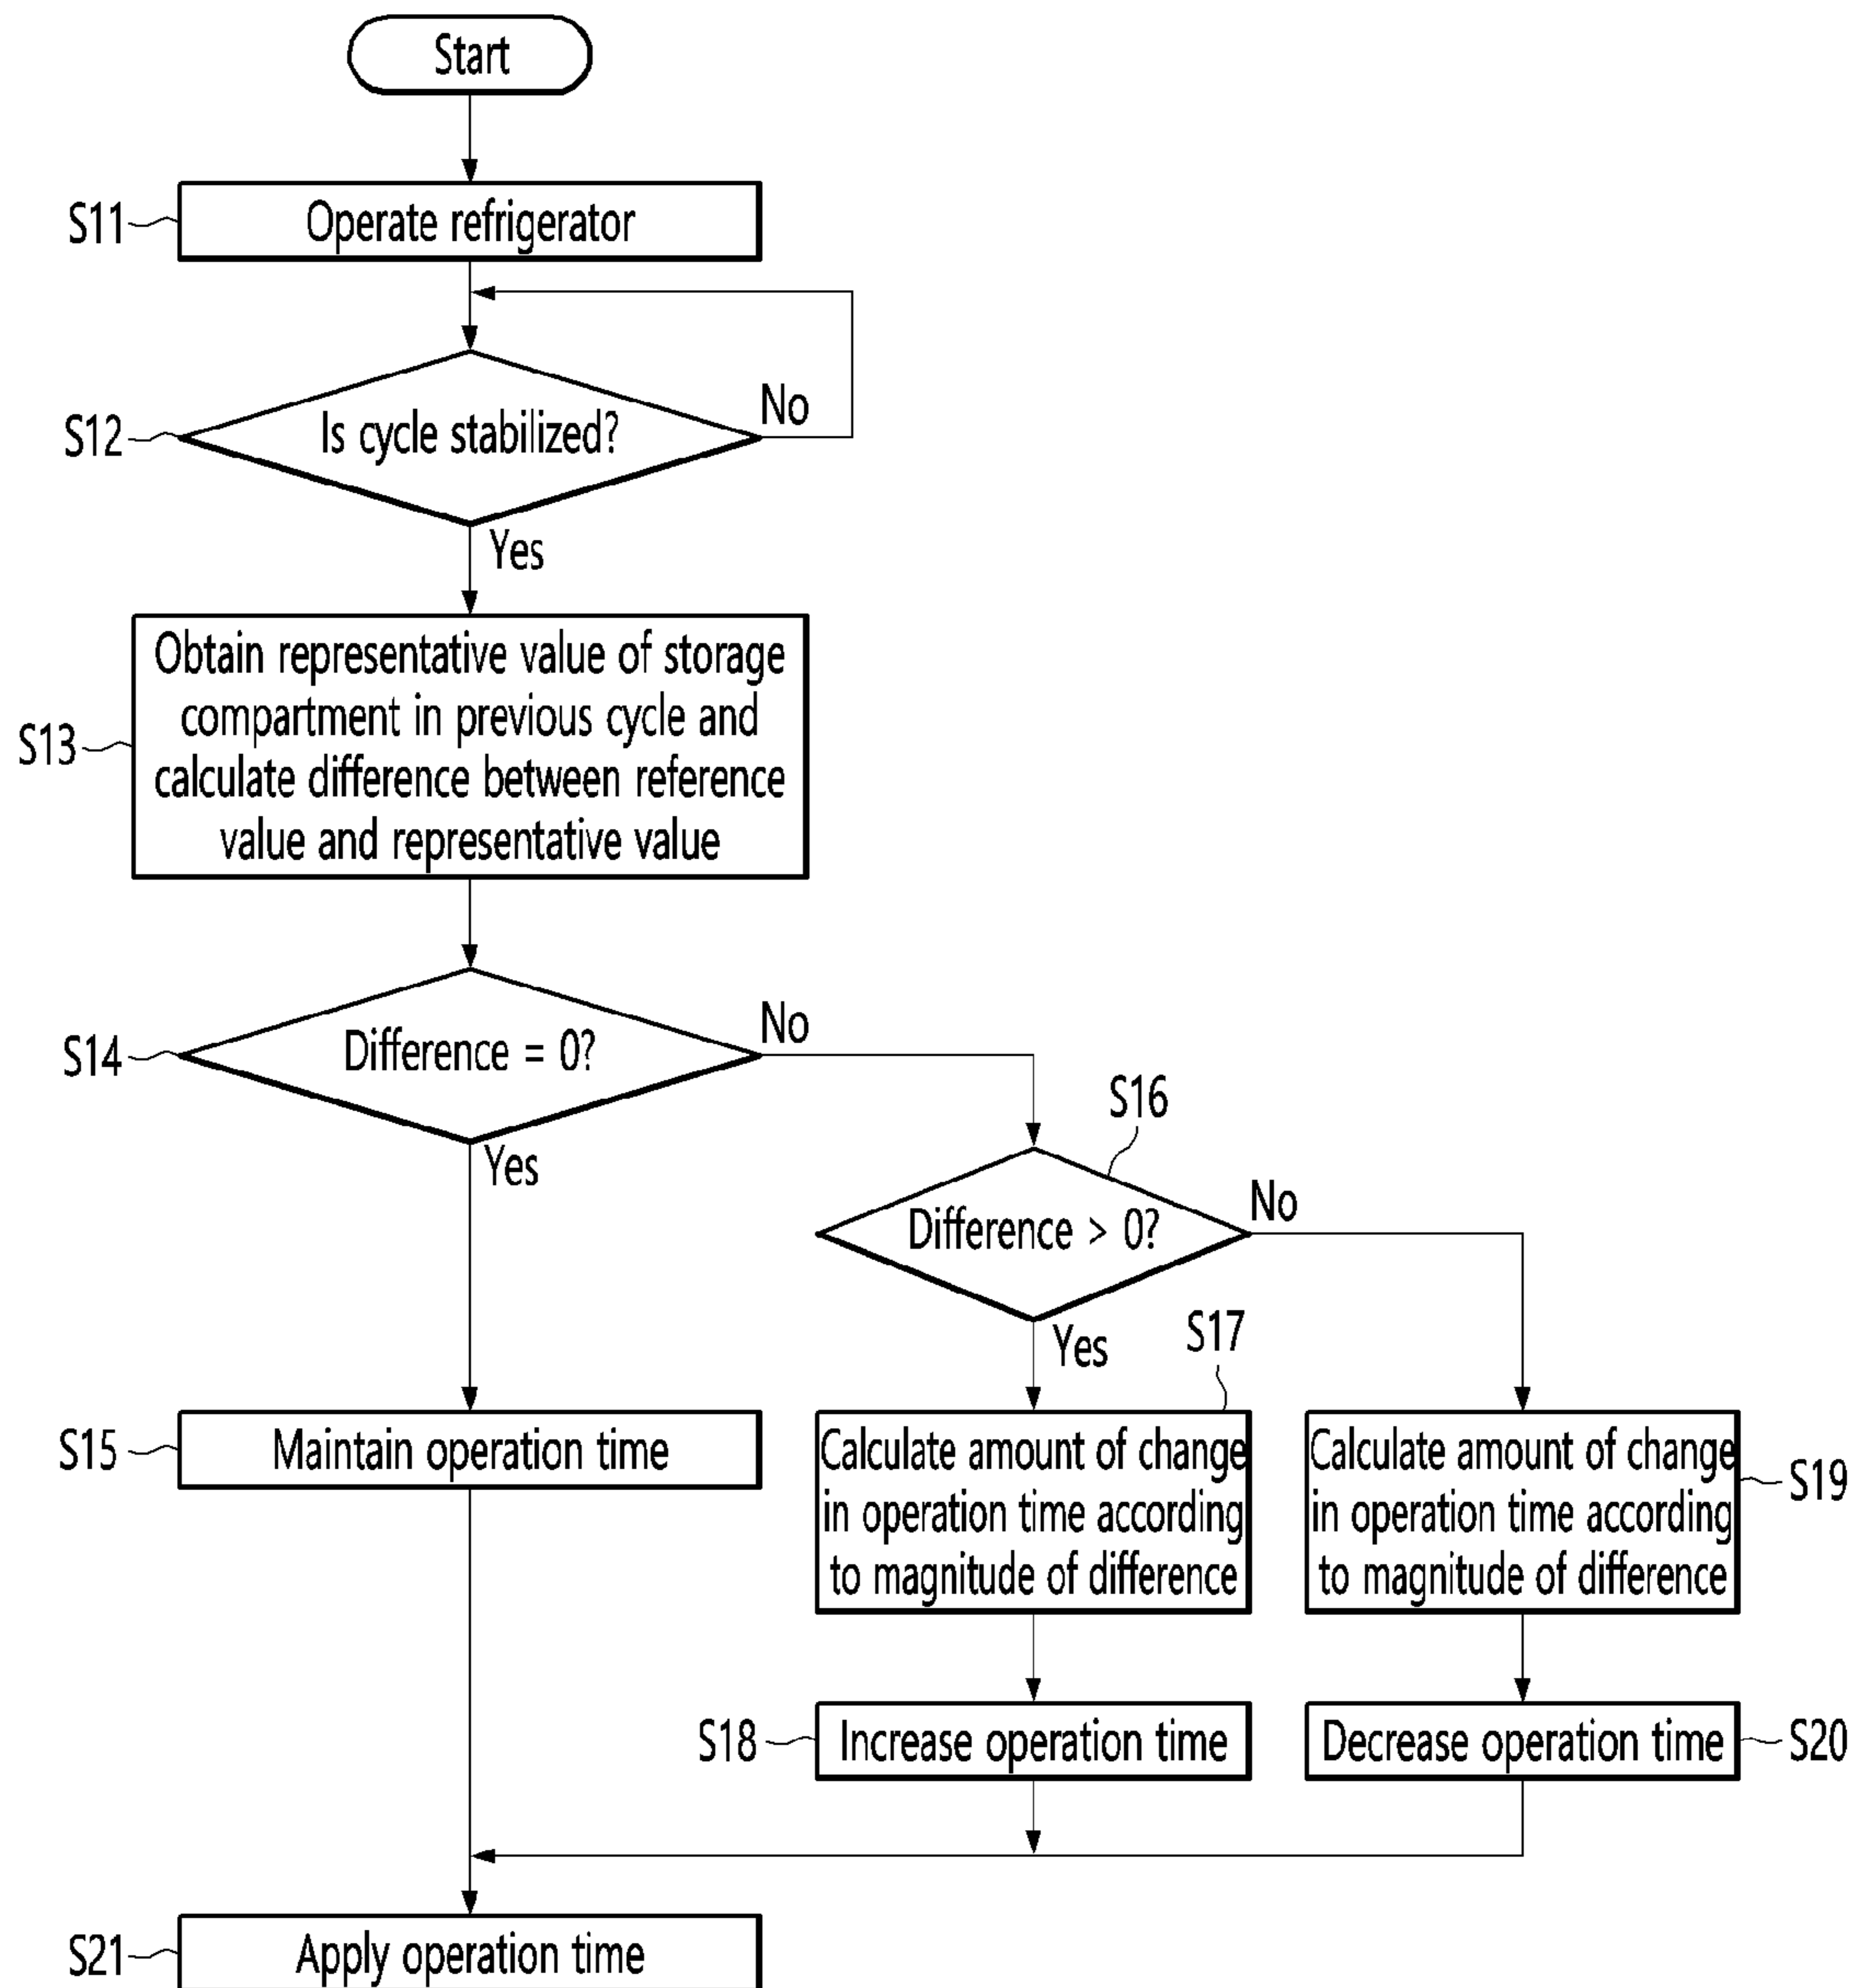 Start
S11
Operate refrigerator
S12
Is cycle stabilized?
No
Yes
S13
Obtain representative value of storage
compartment in previous cycle and
calculate difference between reference
value and representative value
S14
Difference = 0?
No
Yes
S16
Difference > 0?
No
Yes
S15
Maintain operation time
S17
Calculate amount of change
in operation time according
to magnitude of difference
S19
Calculate amount of change
in operation time according
to magnitude of difference
S18
Increase operation time
S20
Decrease operation time
S21
Apply operation time